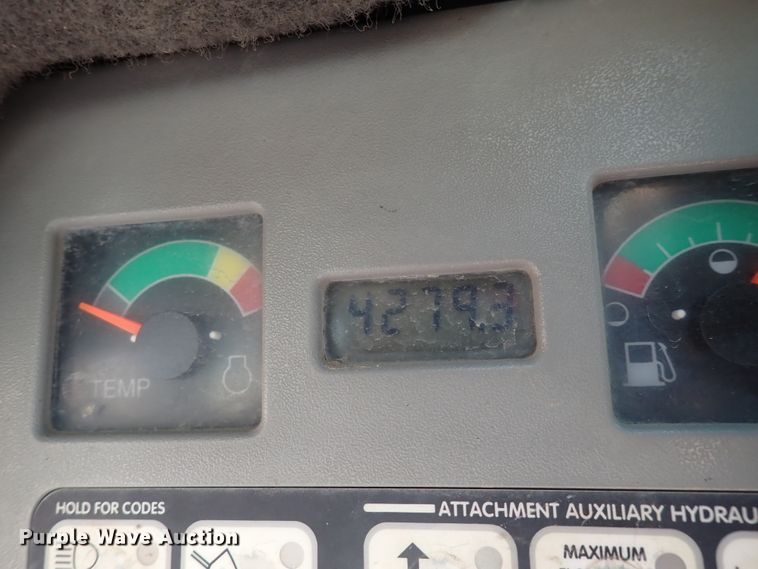 4279.3
TEMP
HOLD FOR CODES
ATTACHMENT AUXILIARY HYDRAU
MAXIMUM
Purple Wave Auction